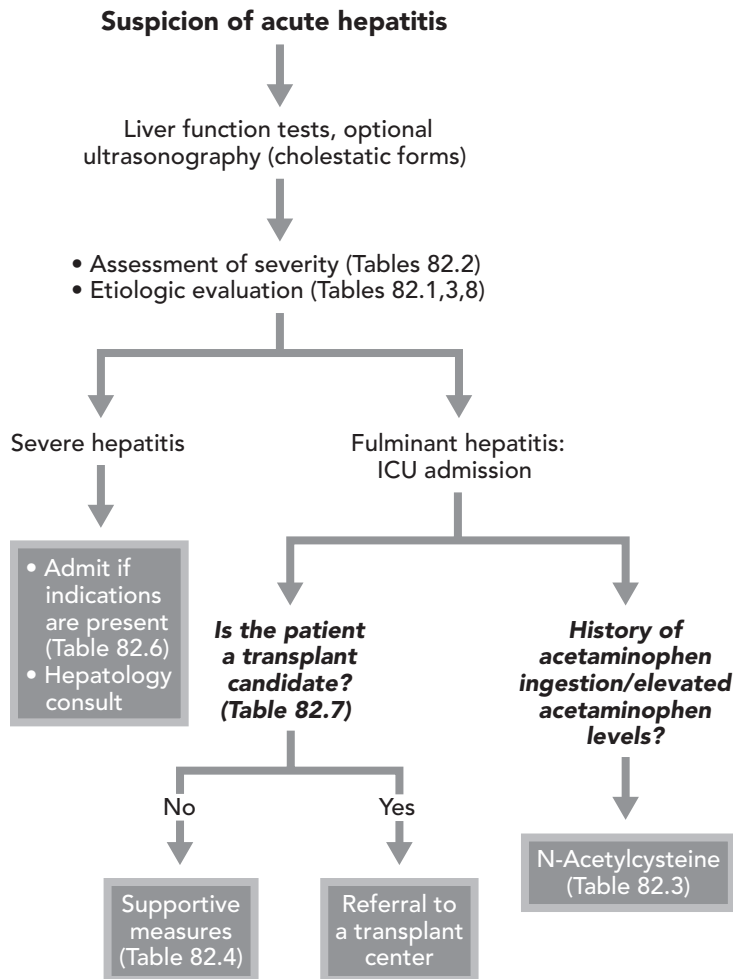 Suspicion of acute hepatitis
Liver function tests, optional
ultrasonography (cholestatic forms)
• Assessment of severity (Tables 82.2)
• Etiologic evaluation (Tables 82.1,3,8)
Severe hepatitis
Fulminant hepatitis:
ICU admission
• Admit if
indications
are present
(Table 82.6)
• Hepatology
consult
Is the patient
a transplant
candidate?
(Table 82.7)
History of
acetaminophen
ingestion/elevated
acetaminophen
levels?
No
Yes
Supportive
measures
(Table 82.4)
Referral to
a transplant
center
N-Acetylcysteine
(Table 82.3)